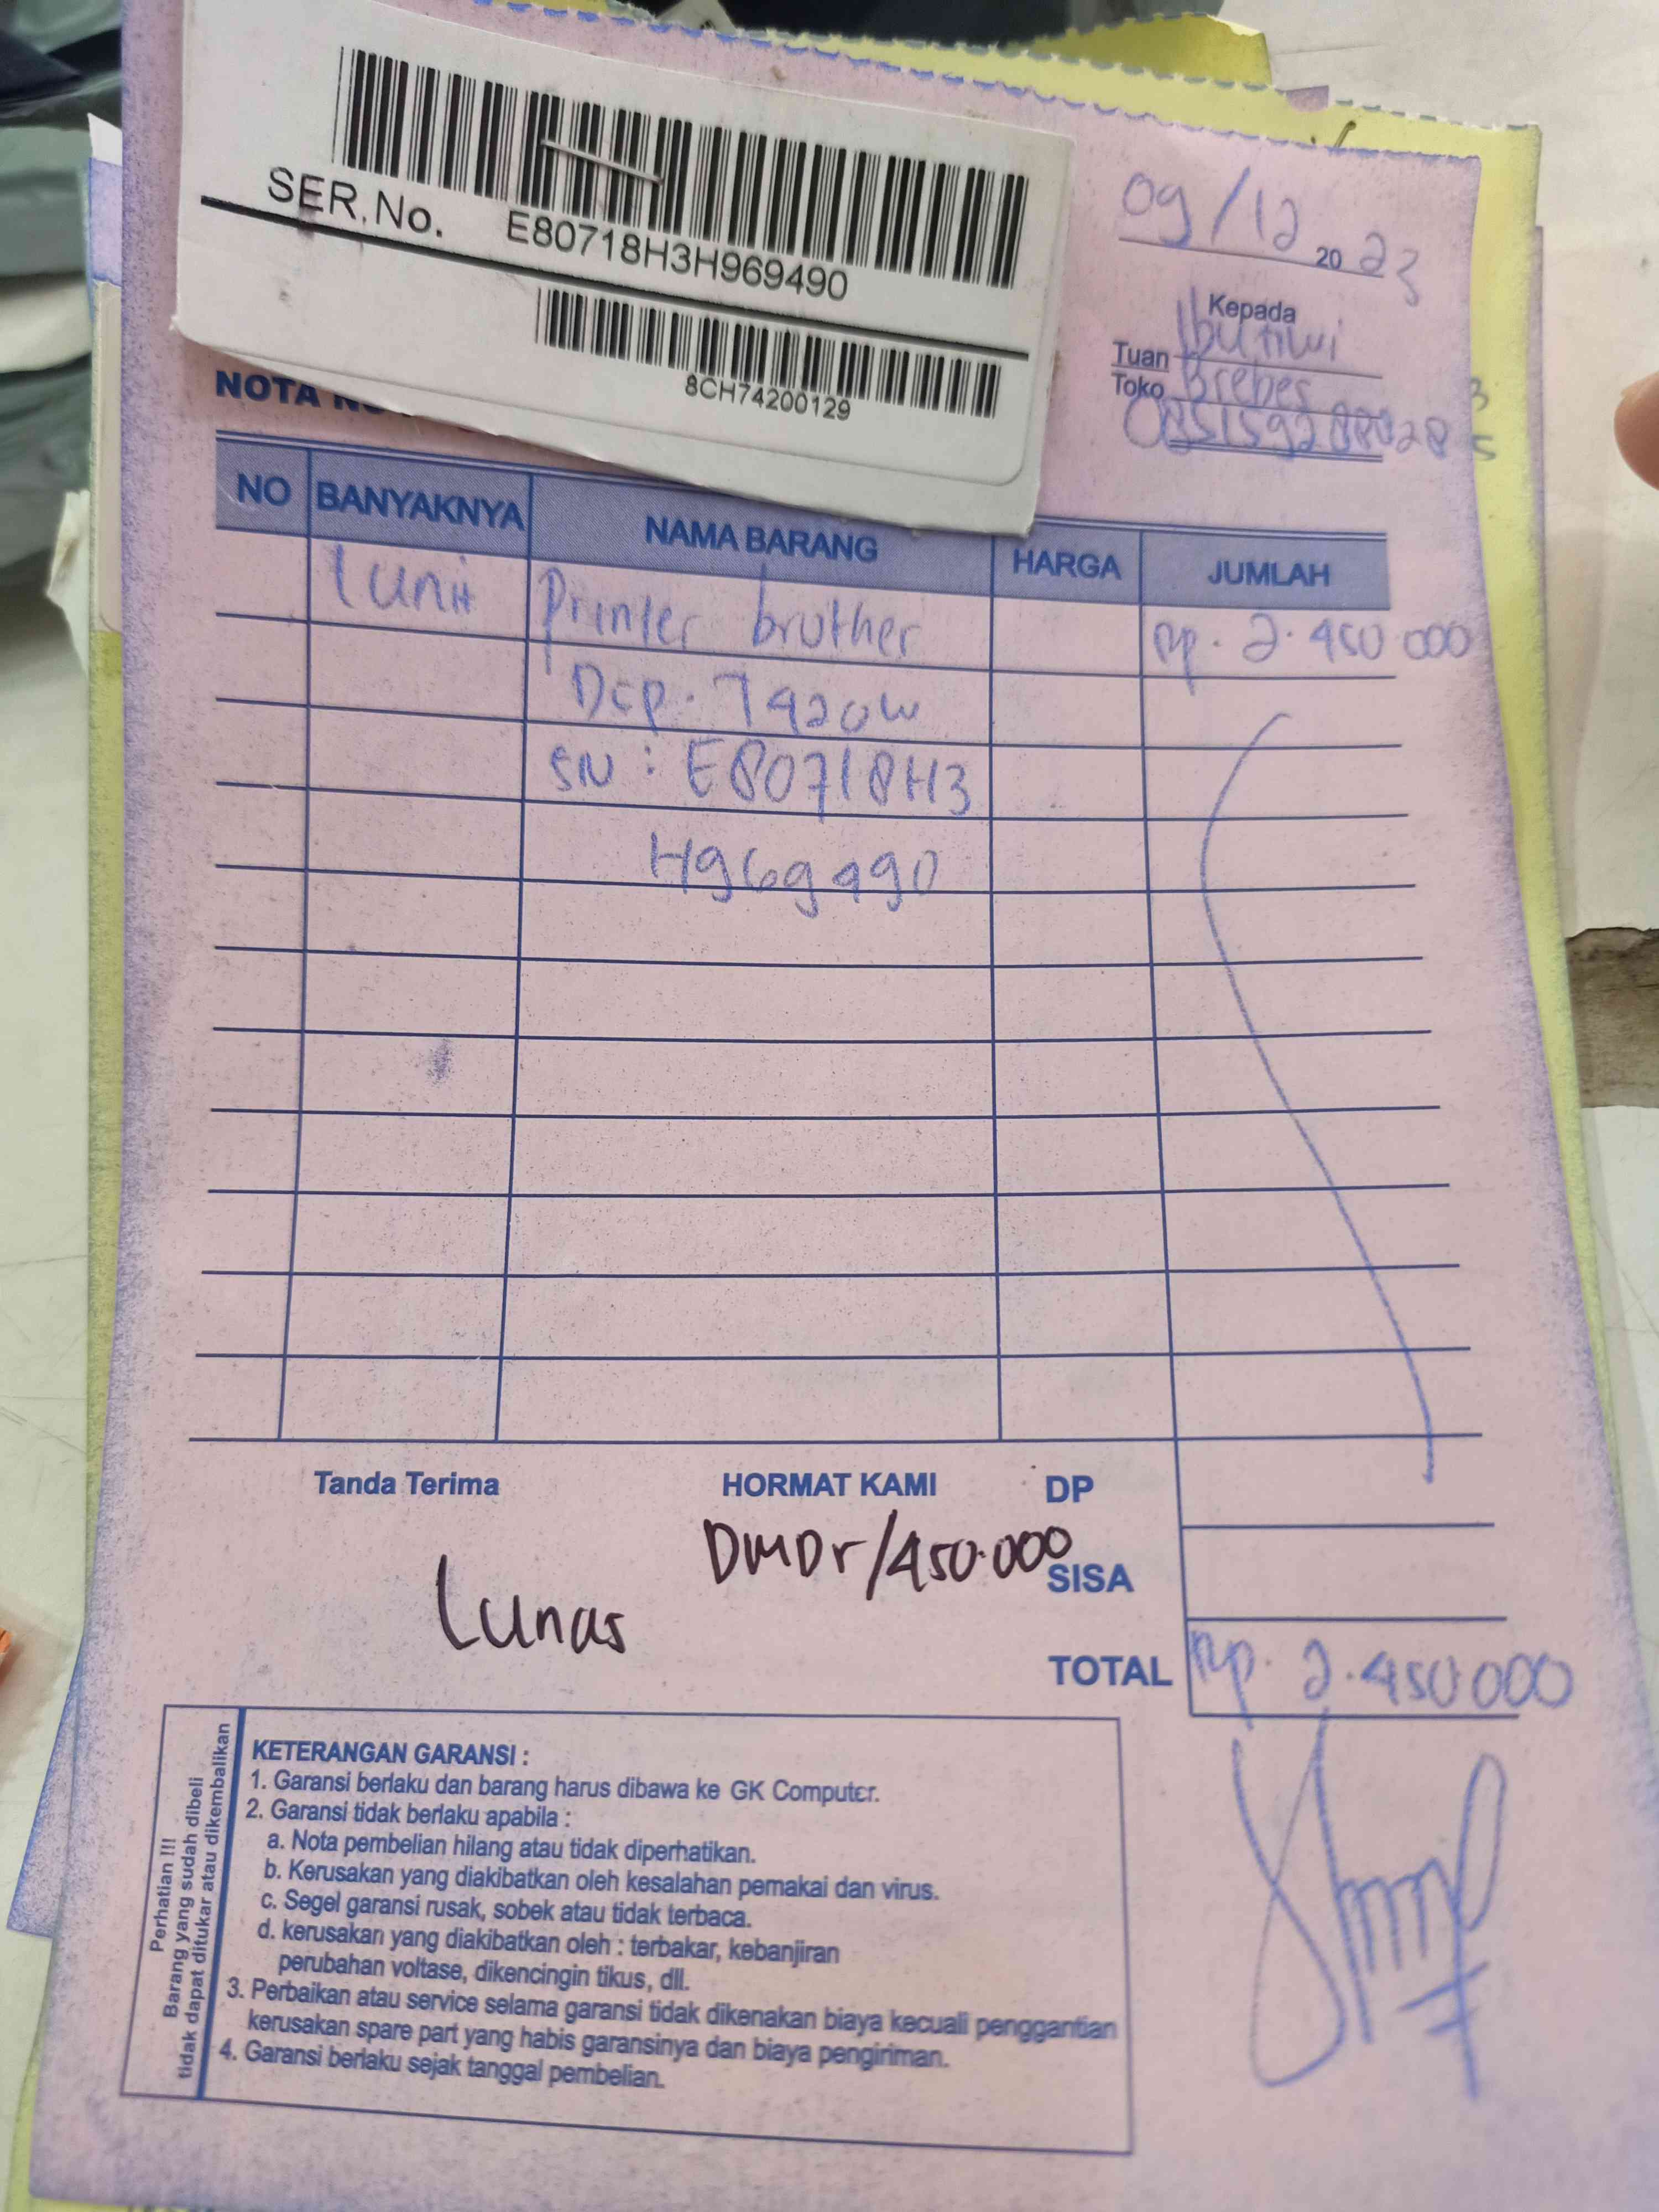 SER.No. E80718H3H969490
8CH74200129
09/12 2023
Kepada
Tuan Ibu
Toko Brebes
NOTA
NO BANYAKNYA NAMA BARANG HARGA JUMLAH
1 unit Printer bruther Rp. 2.450.000
Dcp. T420W
SN : E80718H3
H969490
Tanda Terima HORMAT KAMI DP
DMDr/450.000
SISA
Lunas
TOTAL Rp. 2.450.000
Perhatian !!!
Barang yang sudah dibeli
tidak dapat ditukar atau dikembalikan
KETERANGAN GARANSI :
1. Garansi berlaku dan barang harus dibawa ke GK Computer.
2. Garansi tidak berlaku apabila :
a. Nota pembelian hilang atau tidak diperhatikan.
b. Kerusakan yang diakibatkan oleh kesalahan pemakai dan virus.
c. Segel garansi rusak, sobek atau tidak terbaca.
d. kerusakan yang diakibatkan oleh : terbakar, kebanjiran
perubahan voltase, dikencingin tikus, dll.
3. Perbaikan atau service selama garansi tidak dikenakan biaya kecuali penggantian
kerusakan spare part yang habis garansinya dan biaya pengiriman.
4. Garansi berlaku sejak tanggal pembelian.